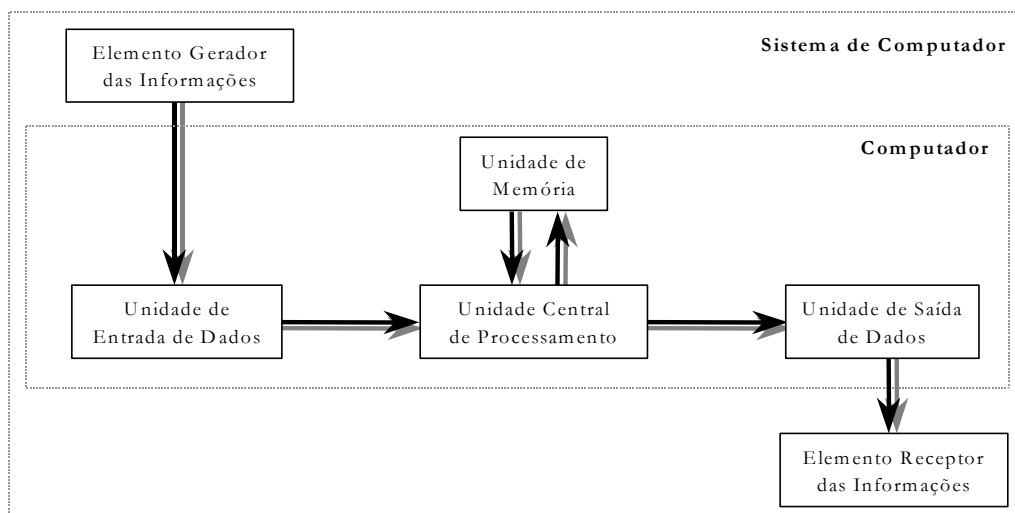 Elemento Gerador
das Informações
Sistema de Computador
Computador
Unidade de
Memória
Unidade de
Entrada de Dados
Unidade Central
de Processamento
Unidade de Saída
de Dados
Elemento Receptor
das Informações